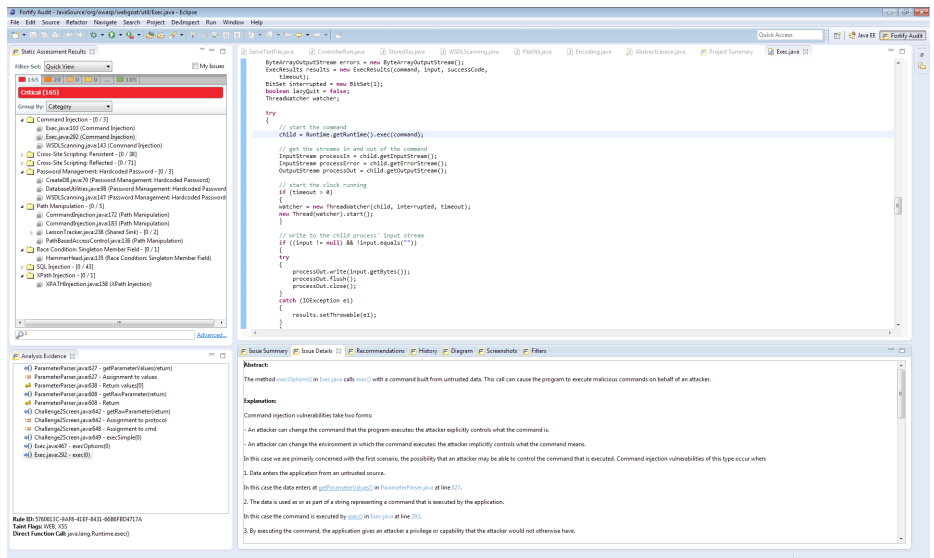 Fortify Audit - JavaSource/org/owasp/webgoat/util/Exec.java - Eclipse
File Edit Source Refactor Navigate Search Project DevInspect Run Window Help
Quick Access
Java EE
Fortify Audit
Static Assessment Results
Filter Set: Quick View
My Issues
165 20 0 0 ... 185
Critical (165)
Group By: Category
Command Injection - [0 / 3]
Exec.java:103 (Command Injection)
Exec.java:292 (Command Injection)
WSDLScanning.java:143 (Command Injection)
Cross-Site Scripting: Persistent - [0 / 38]
Cross-Site Scripting: Reflected - [0 / 71]
Password Management: Hardcoded Password - [0 / 3]
CreateDB.java:70 (Password Management: Hardcoded Password)
DatabaseUtilities.java:98 (Password Management: Hardcoded Password
WSDLScanning.java:147 (Password Management: Hardcoded Password
Path Manipulation - [0 / 5]
CommandInjection.java:172 (Path Manipulation)
CommandInjection.java:183 (Path Manipulation)
LessonTracker.java:238 (Shared Sink) - [0 / 2]
PathBasedAccessControl.java:136 (Path Manipulation)
Race Condition: Singleton Member Field - [0 / 1]
HammerHead.java:135 (Race Condition: Singleton Member Field)
SQL Injection - [0 / 43]
XPath Injection - [0 / 1]
XPATHInjection.java:158 (XPath Injection)
Advanced...
ServeTestFile.java ControllerRun.java StoredXss.java WSDLScanning.java FileUtil.java Encoding.java AbstractLesson.java Project Summary Exec.java
ByteArrayOutputStream errors = new ByteArrayOutputStream();
ExecResults results = new ExecResults(command, input, successCode,
timeout);
BitSet interrupted = new BitSet(1);
boolean lazyQuit = false;
ThreadWatcher watcher;
try
{
// start the command
child = Runtime.getRuntime().exec(command);
// get the streams in and out of the command
InputStream processIn = child.getInputStream();
InputStream processError = child.getErrorStream();
OutputStream processOut = child.getOutputStream();
// start the clock running
if (timeout > 0)
{
watcher = new ThreadWatcher(child, interrupted, timeout);
new Thread(watcher).start();
}
// Write to the child process' input stream
if ((input != null) && !input.equals(""))
{
try
{
processOut.write(input.getBytes());
processOut.flush();
processOut.close();
}
catch (IOException e1)
{
results.setThrowable(e1);
}
Analysis Evidence
ParameterParser.java:627 - getParameterValues(return)
ParameterParser.java:627 - Assignment to values
ParameterParser.java:638 - Return values[0]
ParameterParser.java:608 - getRawParameter(return)
ParameterParser.java:608 - Return
Challenge2Screen.java:642 - getRawParameter(return)
Challenge2Screen.java:642 - Assignment to protocol
Challenge2Screen.java:648 - Assignment to cmd
Challenge2Screen.java:649 - execSimple(0)
Exec.java:467 - execOptions(0)
Exec.java:292 - exec(0)
Taint Flags: WEB, XSS
Direct Function Call: java.lang.Runtime.exec()
Issue Summary Issue Details Recommendations History Diagram Screenshots Filters
Abstract:
The method execOptions() in Exec.java calls exec() with a command built from untrusted data. This call can cause the program to execute malicious commands on behalf of an attacker.
Explanation:
Command injection vulnerabilities take two forms:
- An attacker can change the command that the program executes: the attacker explicitly controls what the command is.
- An attacker can change the environment in which the command executes: the attacker implicitly controls what the command means.
In this case we are primarily concerned with the first scenario, the possibility that an attacker may be able to control the command that is executed. Command injection vulnerabilities of this type occur when:
1. Data enters the application from an untrusted source.
In this case the data enters at getParameterValues() in ParameterParser.java at line 627.
2. The data is used as or as part of a string representing a command that is executed by the application.
In this case the command is executed by exec() in Exec.java at line 292.
3. By executing the command, the application gives an attacker a privilege or capability that the attacker would not otherwise have.